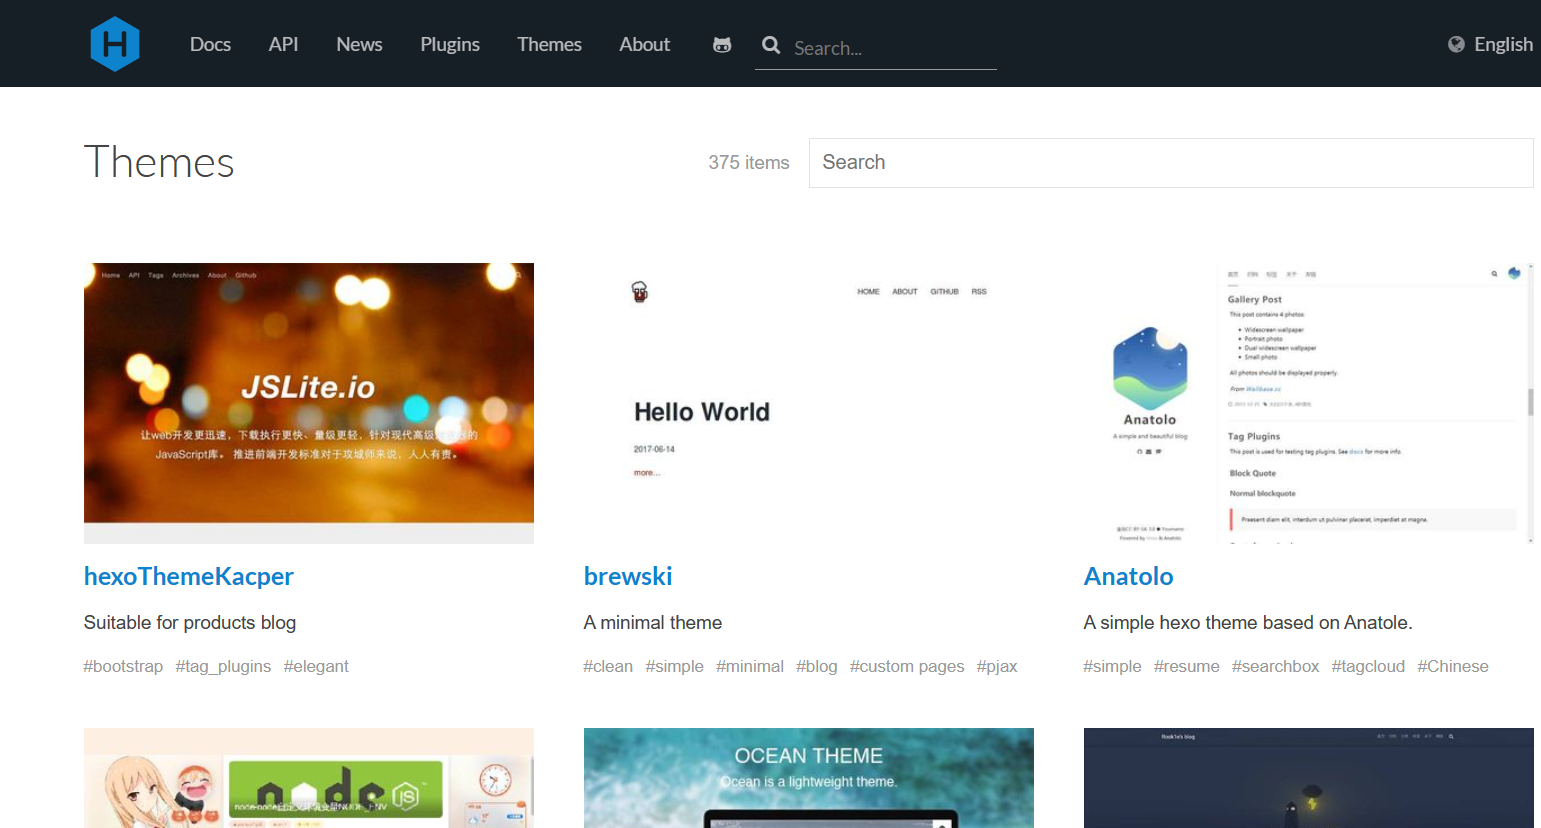 H Docs API News Plugins Themes About Search... English
Themes 375 items Search
Home API Tags Archives About Github
JSLite.io
让web开发更迅速，下载执行更快、量级更轻，针对现代高级
JavaScript库。 推进前端开发标准对于攻城师来说，人人有责。
HOME ABOUT GITHUB RSS
Hello World
2017-06-14
more...
Gallery Post
This post contains 4 photos:
Widescreen wallpaper
Portrait photo
Dual widescreen wallpaper
Small photo
All photos should be displayed properly.
From Wallbase.cc
Tag Plugins
This post is used for testing tag plugins. See docs for more info
Block Quote
Normal blockquote
Praesent diam elit, interdum ut pulvinar placerat, imperdiet at magna.
Anatolo
A simple and beautiful blog
hexoThemeKacper
Suitable for products blog
#bootstrap #tag_plugins #elegant
brewski
A minimal theme
#clean #simple #minimal #blog #custom pages #pjax
Anatolo
A simple hexo theme based on Anatole.
#simple #resume #searchbox #tagcloud #Chinese
node JS
OCEAN THEME
Ocean is a lightweight theme.
Rook1e's blog